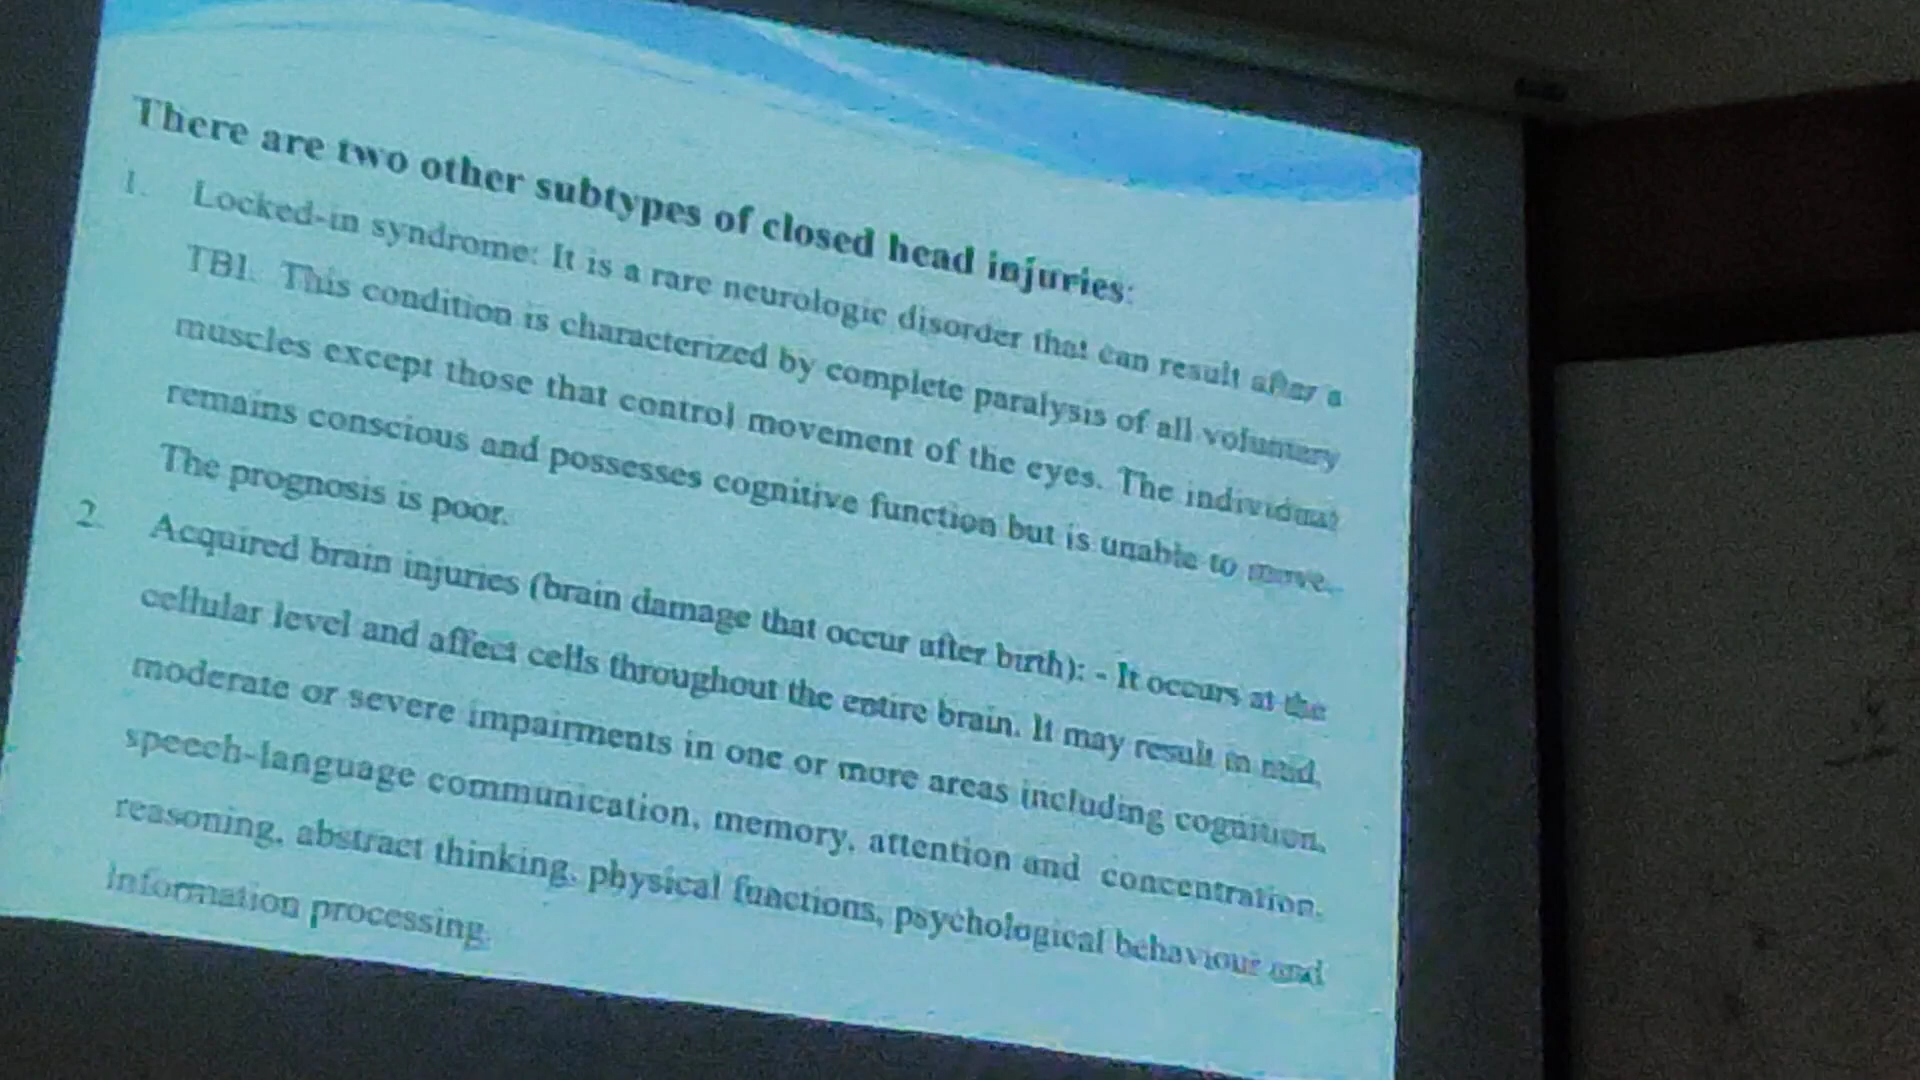 There are two other subtypes of closed head injuries:
1. Locked-in syndrome: It is a rare neurologic disorder that can result after a
TBI. This condition is characterized by complete paralysis of all voluntary
muscles except those that control movement of the eyes. The individual
remains conscious and possesses cognitive function but is unable to move.
The prognosis is poor.
2. Acquired brain injuries (brain damage that occur after birth): - It occurs at the
cellular level and affect cells throughout the entire brain. It may result in mild,
moderate or severe impairments in one or more areas including cognition,
speech-language communication, memory, attention and concentration,
reasoning, abstract thinking, physical functions, psychological behaviour and
information processing.